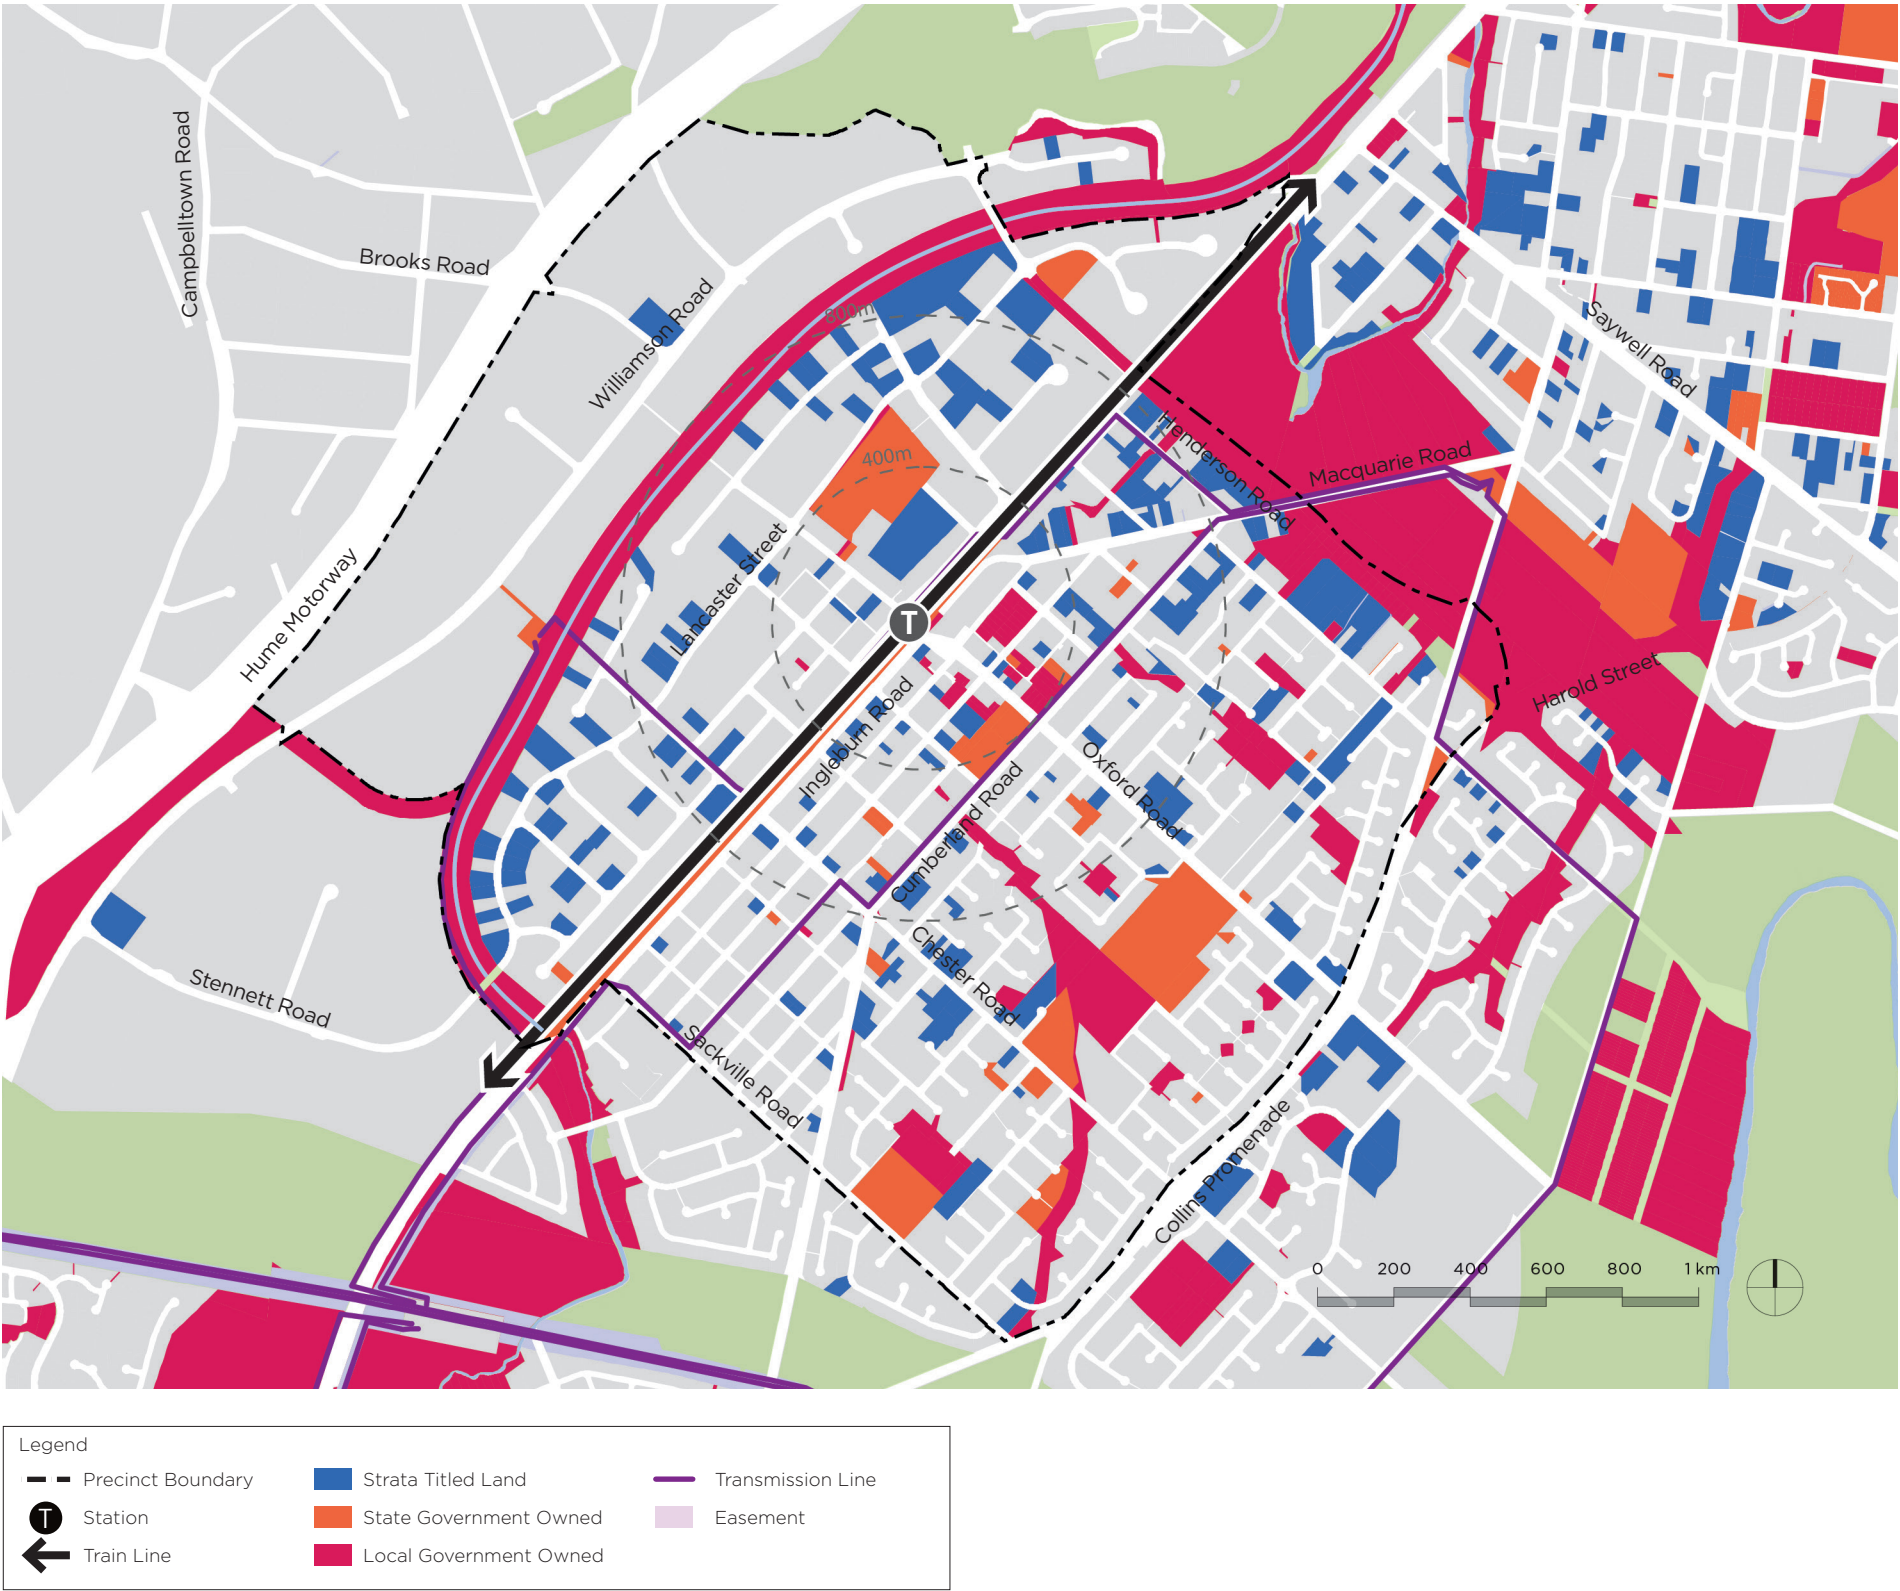 Campbelltown Road
Brooks Road
Williamson Road
800m
Saywell Road
Henderson Road
Macquarie Road
400m
Lancaster Street
Hume Motorway
T
Harold Street
Ingleburn Road
Oxford Road
Cumberland Road
Chester Road
Stennett Road
Sackville Road
Collins Promenade
0 200 400 600 800 1 km
Legend
Precinct Boundary
T Station
Train Line
Strata Titled Land
State Government Owned
Local Government Owned
Transmission Line
Easement